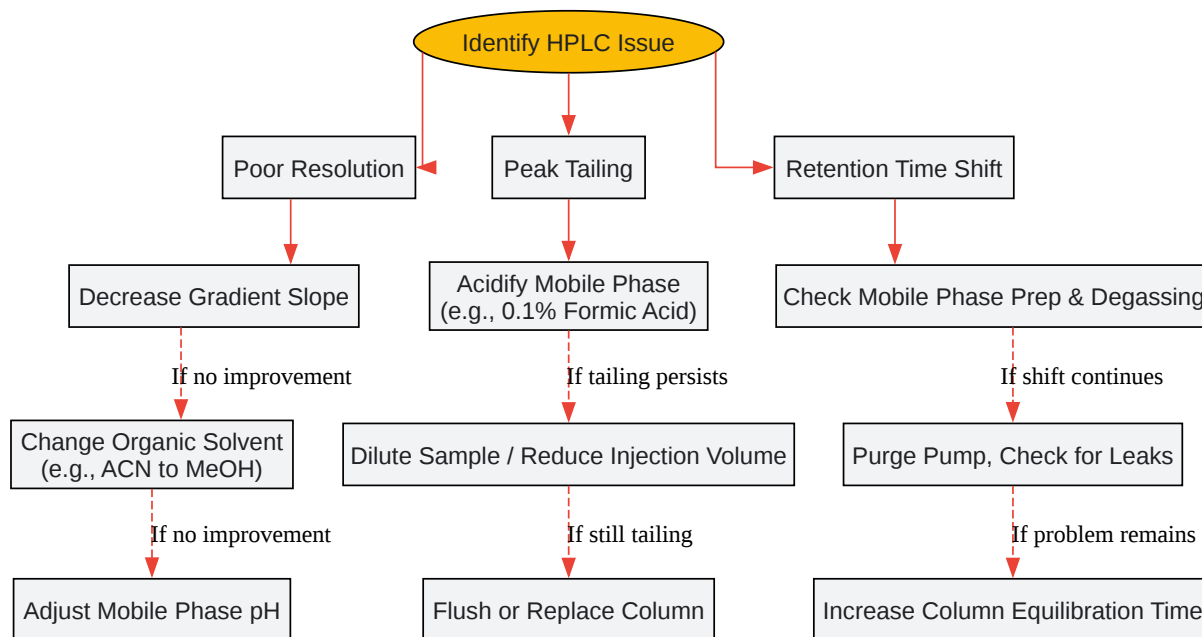 Identify HPLC Issue
Poor Resolution
Peak Tailing
Retention Time Shift
Decrease Gradient Slope
Acidify Mobile Phase
(e.g., 0.1% Formic Acid)
Check Mobile Phase Prep & Degassing
If no improvement
If tailing persists
If shift continues
Change Organic Solvent
(e.g., ACN to MeOH)
Dilute Sample / Reduce Injection Volume
Purge Pump, Check for Leaks
If no improvement
If still tailing
If problem remains
Adjust Mobile Phase pH
Flush or Replace Column
Increase Column Equilibration Time